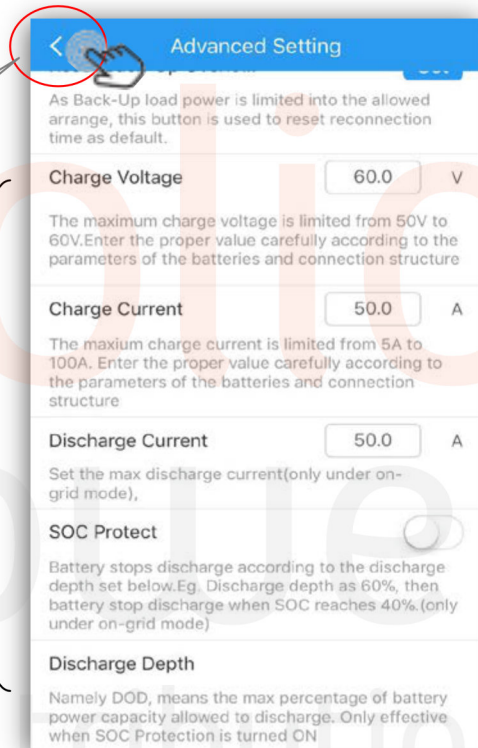 Advanced Setting
As Back-Up load power is limited into the allowed
arrange, this button is used to reset reconnection
time as default.
Charge Voltage 60.0 V
The maximum charge voltage is limited from 50V to
60V.Enter the proper value carefully according to the
parameters of the batteries and connection structure
Charge Current 50.0 A
The maxium charge current is limited from 5A to
100A. Enter the proper value carefully according to
the parameters of the batteries and connection
structure
Discharge Current 50.0 A
Set the max discharge current(only under on-
grid mode),
SOC Protect
Battery stops discharge according to the discharge
depth set below.Eg. Discharge depth as 60%, then
battery stop discharge when SOC reaches 40%.(only
under on-grid mode)
Discharge Depth
Namely DOD, means the max percentage of battery
power capacity allowed to discharge. Only effective
when SOC Protection is turned ON